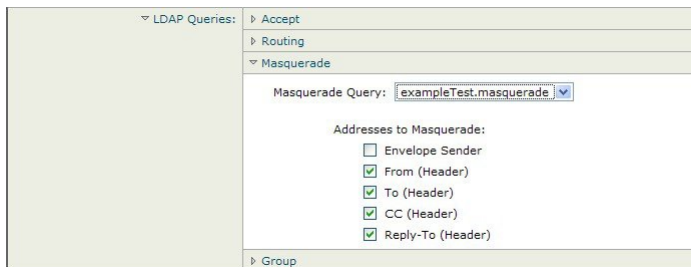 LDAP Queries:
Accept
Routing
Masquerade
Masquerade Query: exampleTest.masquerade
Addresses to Masquerade:
Envelope Sender
From (Header)
To (Header)
CC (Header)
Reply-To (Header)
Group